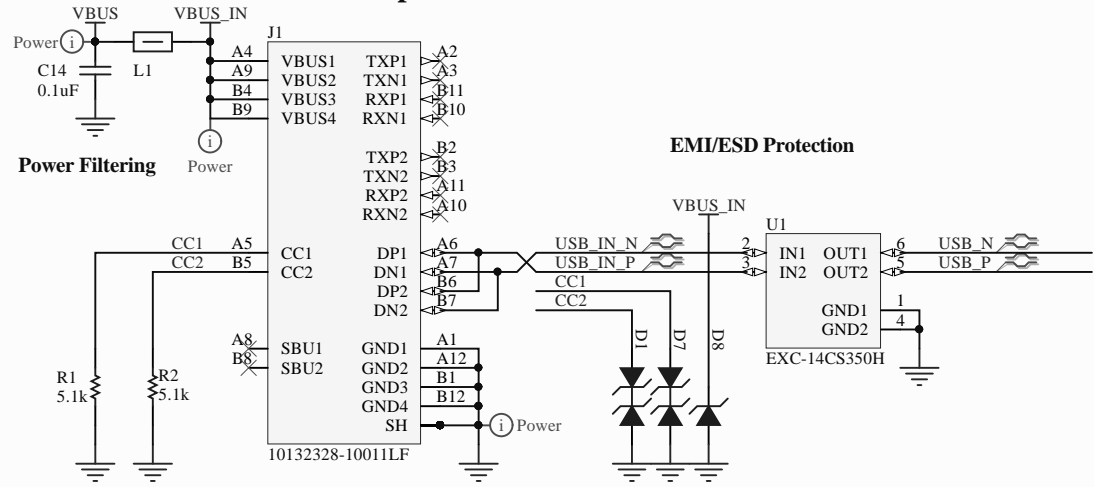 VBUS VBUS_IN
Power i
J1
C14
0.1uF
L1
i
Power
Power Filtering
A4 VBUS1 TXP1 A2
A9 VBUS2 TXN1 A3
B4 VBUS3 RXP1 B11
B9 VBUS4 RXN1 B10
TXP2 B2
TXN2 B3
RXP2 A11
RXN2 A10
CC1 A5 CC1 DP1 A6
CC2 B5 CC2 DN1 A7
DP2 B6
DN2 B7
A8 SBU1 GND1 A1
B8 SBU2 GND2 A12
GND3 B1
GND4 B12
SH i Power
R1
5.1k
R2
5.1k
10132328-10011LF
EMI/ESD Protection
VBUS_IN
USB_IN_N
USB_IN_P
CC1
CC2
D1
D7
D8
U1
2 IN1 OUT1 6 USB_N
3 IN2 OUT2 5 USB_P
GND1 1
GND2 4
EXC-14CS350H